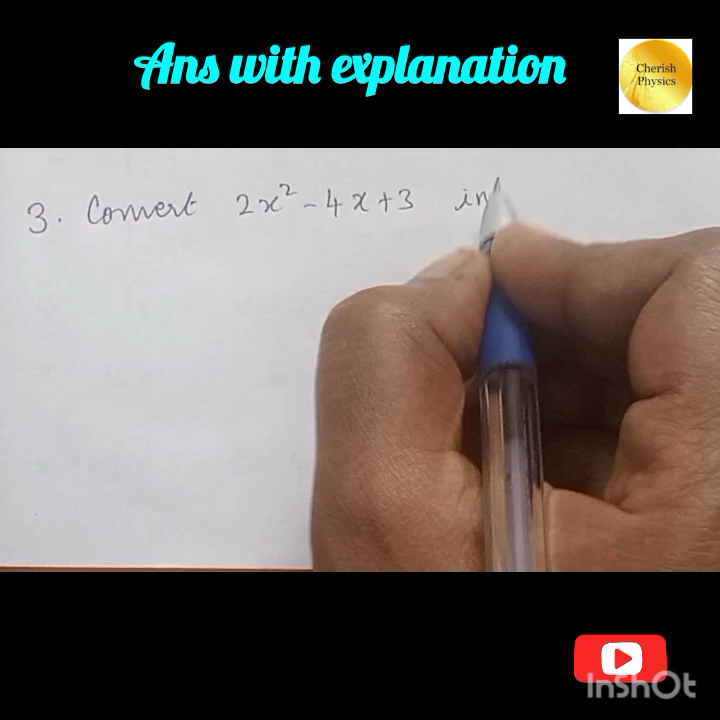 Ans with explanation
Cherish
Physics
3. Convert 2x² - 4x + 3 in
InShOt